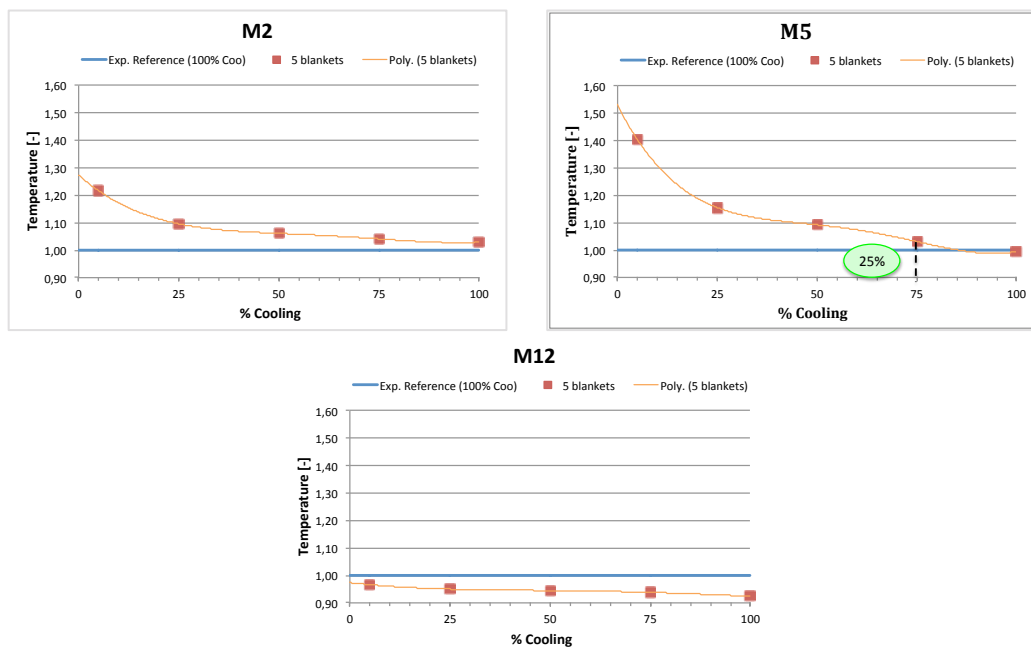 M2
Exp. Reference (100% Coo) 5 blankets Poly. (5 blankets)
1,60
1,50
1,40
1,30
1,20
1,10
1,00
0,90
Temperature [-]
0 25 50 75 100
% Cooling
M5
Exp. Reference (100% Coo) 5 blankets Poly. (5 blankets)
1,60
1,50
1,40
1,30
1,20
1,10
1,00
0,90
Temperature [-]
25%
0 25 50 75 100
% Cooling
M12
Exp. Reference (100% Coo) 5 blankets Poly. (5 blankets)
1,60
1,50
1,40
1,30
1,20
1,10
1,00
0,90
Temperature [-]
0 25 50 75 100
% Cooling